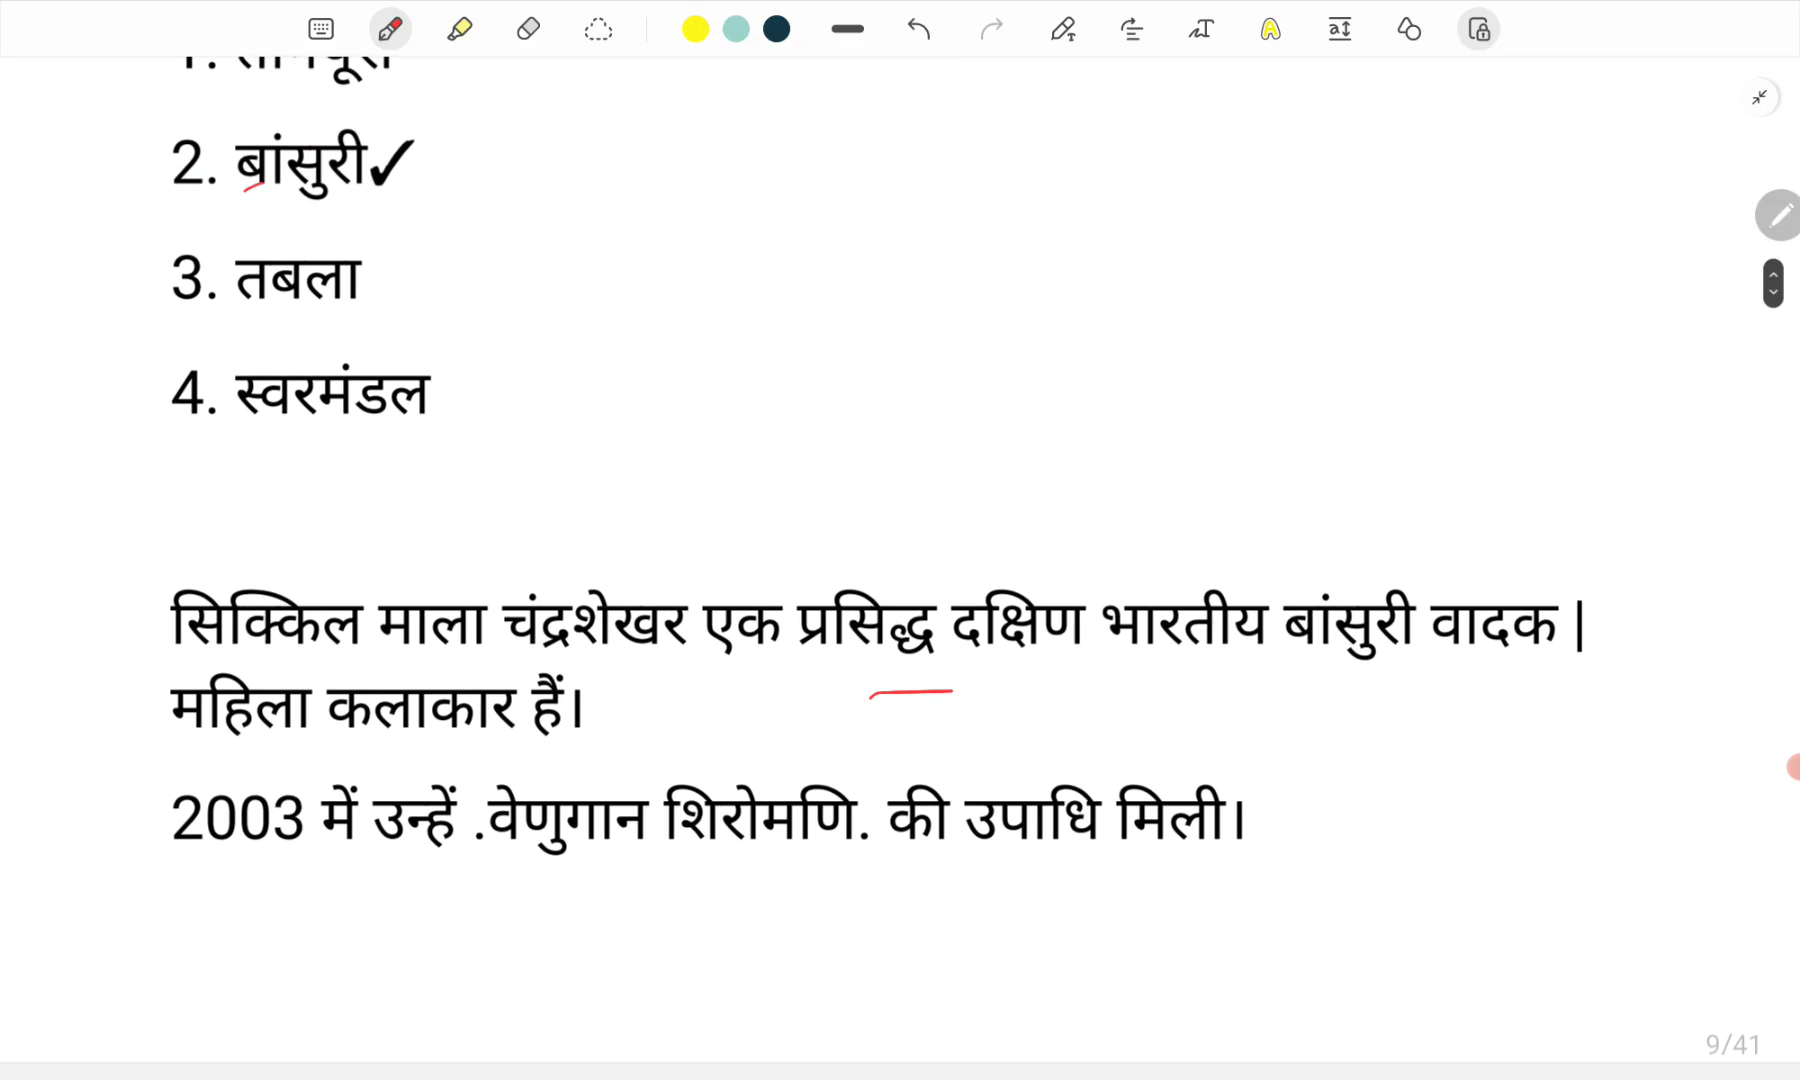 1.
2. बांसुरी✓
3. तबला
4. स्वरमंडल
सिक्किल माला चंद्रशेखर एक प्रसिद्ध दक्षिण भारतीय बांसुरी वादक |
महिला कलाकार हैं।
2003 में उन्हें .वेणुगान शिरोमणि. की उपाधि मिली।
9/41